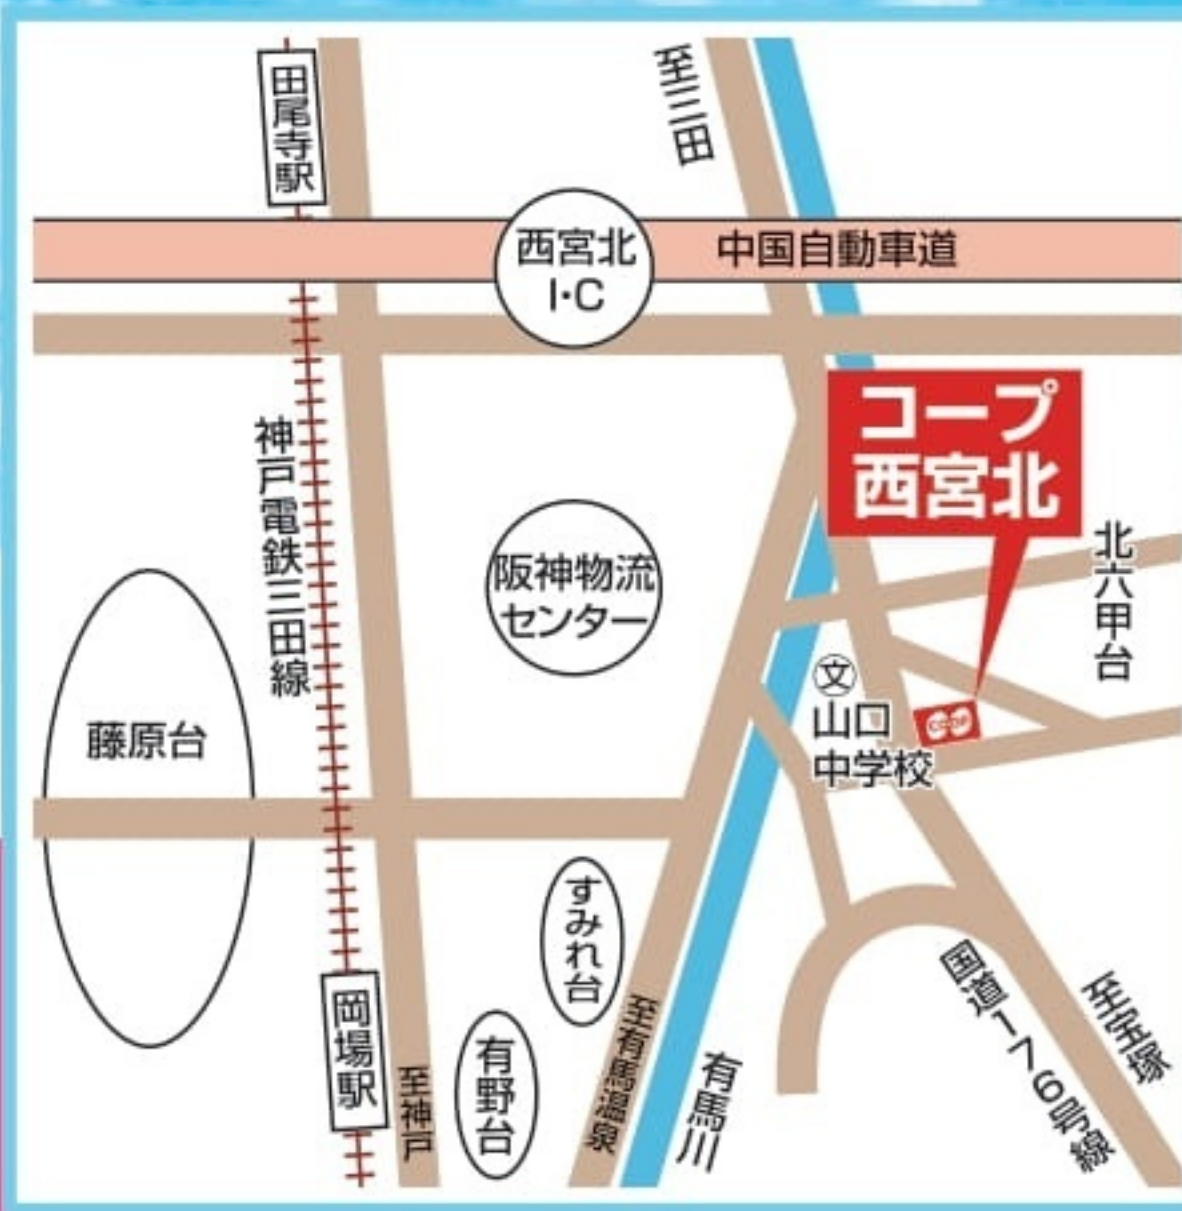 田尾寺駅
至三田
西宮北
I・C
中国自動車道
コープ
西宮北
神戸電鉄三田線
阪神物流
センター
北六甲台
文
山口
中学校
co・op
藤原台
すみれ台
岡場駅
至神戸
有野台
至有馬温泉
有馬川
国道176号線
至宝塚